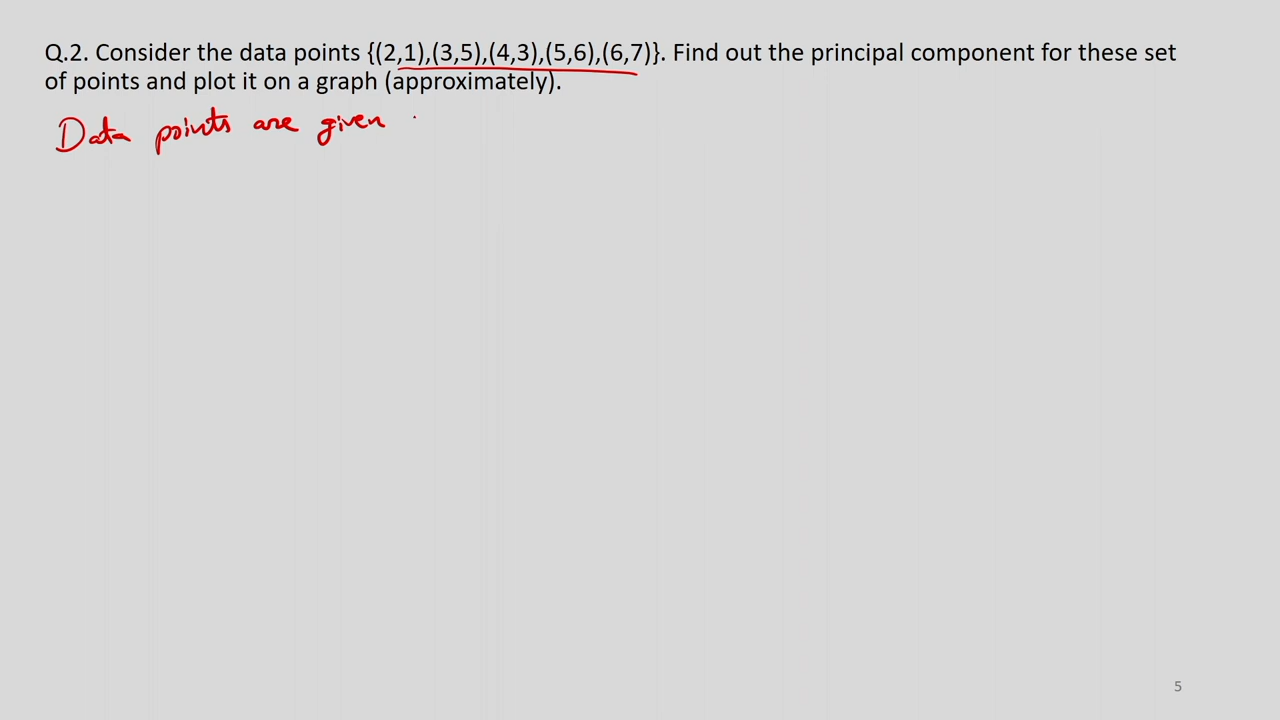 Q.2. Consider the data points {(2,1),(3,5),(4,3),(5,6),(6,7)}. Find out the principal component for these set
of points and plot it on a graph (approximately).
Data points are given
5